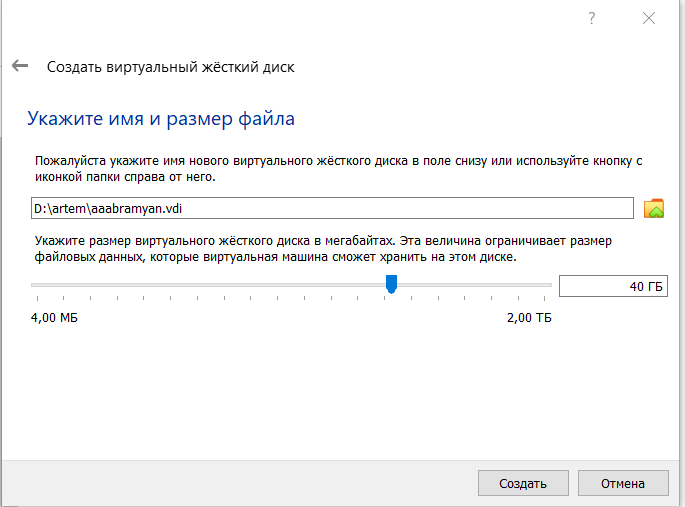 ?
Создать виртуальный жёсткий диск
Укажите имя и размер файла
Пожалуйста укажите имя нового виртуального жёсткого диска в поле снизу или используйте кнопку с
иконкой папки справа от него.
D:\artem\aaabramyan.vdi
Укажите размер виртуального жёсткого диска в мегабайтах. Эта величина ограничивает размер
файловых данных, которые виртуальная машина сможет хранить на этом диске.
40 ГБ
4,00 МБ 2,00 ТБ
Создать Отмена